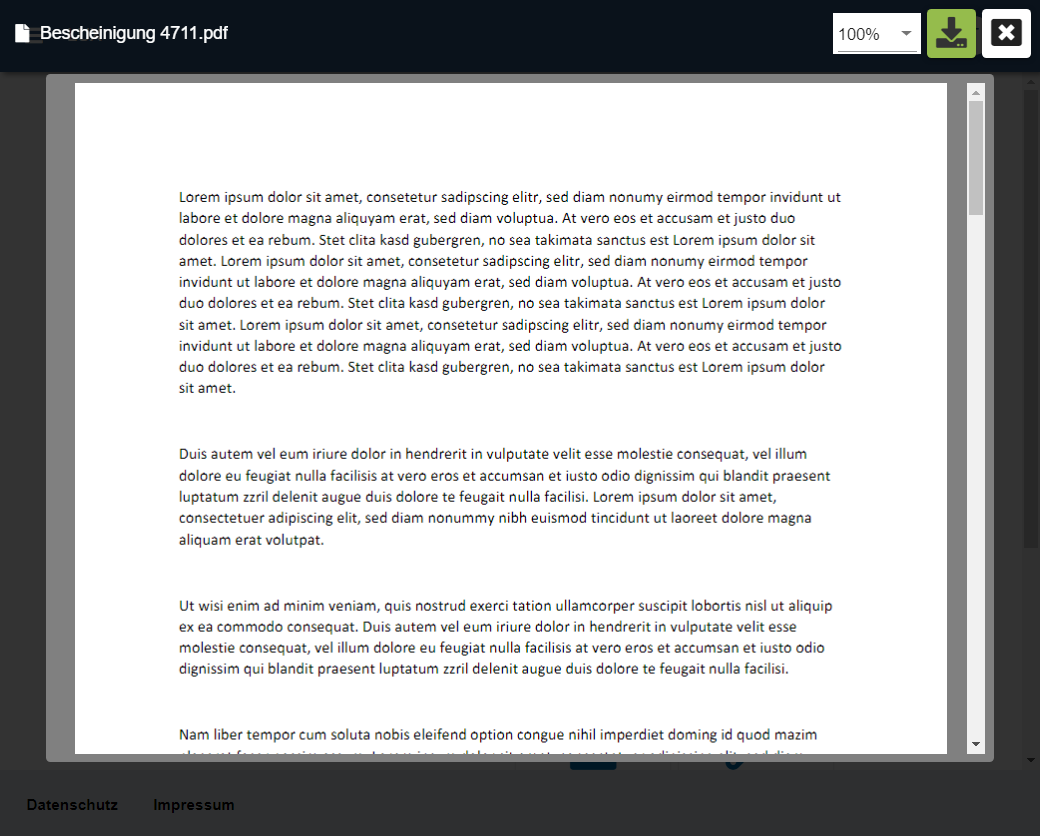 Bescheinigung 4711.pdf
100%
Lorem ipsum dolor sit amet, consetetur sadipscing elitr, sed diam nonumy eirmod tempor invidunt ut
labore et dolore magna aliquyam erat, sed diam voluptua. At vero eos et accusam et justo duo
dolores et ea rebum. Stet clita kasd gubergren, no sea takimata sanctus est Lorem ipsum dolor sit
amet. Lorem ipsum dolor sit amet, consetetur sadipscing elitr, sed diam nonumy eirmod tempor
invidunt ut labore et dolore magna aliquyam erat, sed diam voluptua. At vero eos et accusam et justo
duo dolores et ea rebum. Stet clita kasd gubergren, no sea takimata sanctus est Lorem ipsum dolor
sit amet. Lorem ipsum dolor sit amet, consetetur sadipscing elitr, sed diam nonumy eirmod tempor
invidunt ut labore et dolore magna aliquyam erat, sed diam voluptua. At vero eos et accusam et justo
duo dolores et ea rebum. Stet clita kasd gubergren, no sea takimata sanctus est Lorem ipsum dolor
sit amet.
Duis autem vel eum iriure dolor in hendrerit in vulputate velit esse molestie consequat, vel illum
dolore eu feugiat nulla facilisis at vero eros et accumsan et iusto odio dignissim qui blandit praesent
luptatum zzril delenit augue duis dolore te feugait nulla facilisi. Lorem ipsum dolor sit amet,
consectetuer adipiscing elit, sed diam nonummy nibh euismod tincidunt ut laoreet dolore magna
aliquam erat volutpat.
Ut wisi enim ad minim veniam, quis nostrud exerci tation ullamcorper suscipit lobortis nisl ut aliquip
ex ea commodo consequat. Duis autem vel eum iriure dolor in hendrerit in vulputate velit esse
molestie consequat, vel illum dolore eu feugiat nulla facilisis at vero eros et accumsan et iusto odio
dignissim qui blandit praesent luptatum zzril delenit augue duis dolore te feugait nulla facilisi.
Nam liber tempor cum soluta nobis eleifend option congue nihil imperdiet doming id quod mazim
Datenschutz Impressum